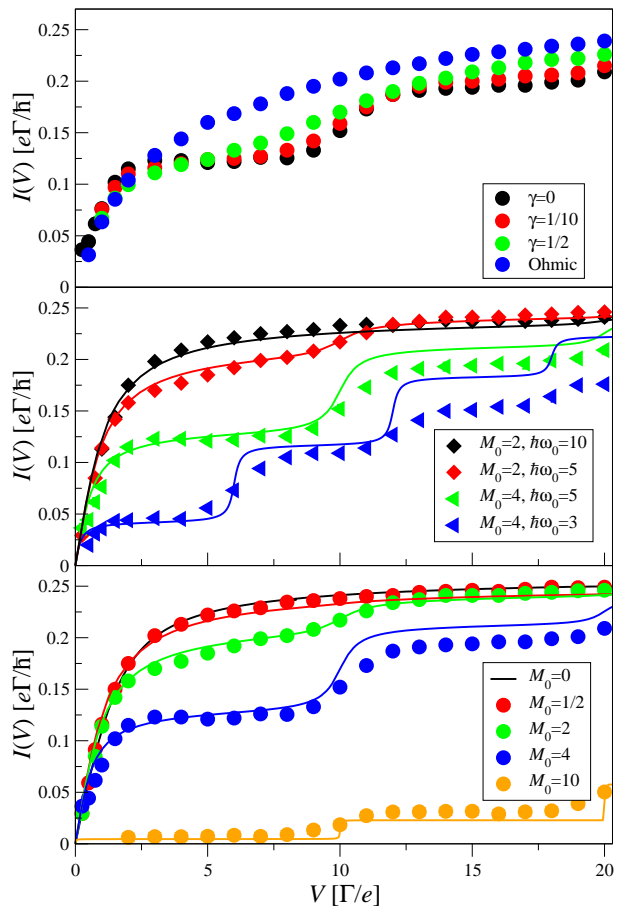 0.25
0.2
0.15
0.1
0.05
0
I(V) [eΓ/ħ]
γ=0
γ=1/10
γ=1/2
Ohmic
0.25
0.2
0.15
0.1
0.05
0
I(V) [eΓ/ħ]
M₀=2, ħω₀=10
M₀=2, ħω₀=5
M₀=4, ħω₀=5
M₀=4, ħω₀=3
0.25
0.2
0.15
0.1
0.05
0
I(V) [eΓ/ħ]
M₀=0
M₀=1/2
M₀=2
M₀=4
M₀=10
0 5 10 15 20
V [Γ/e]